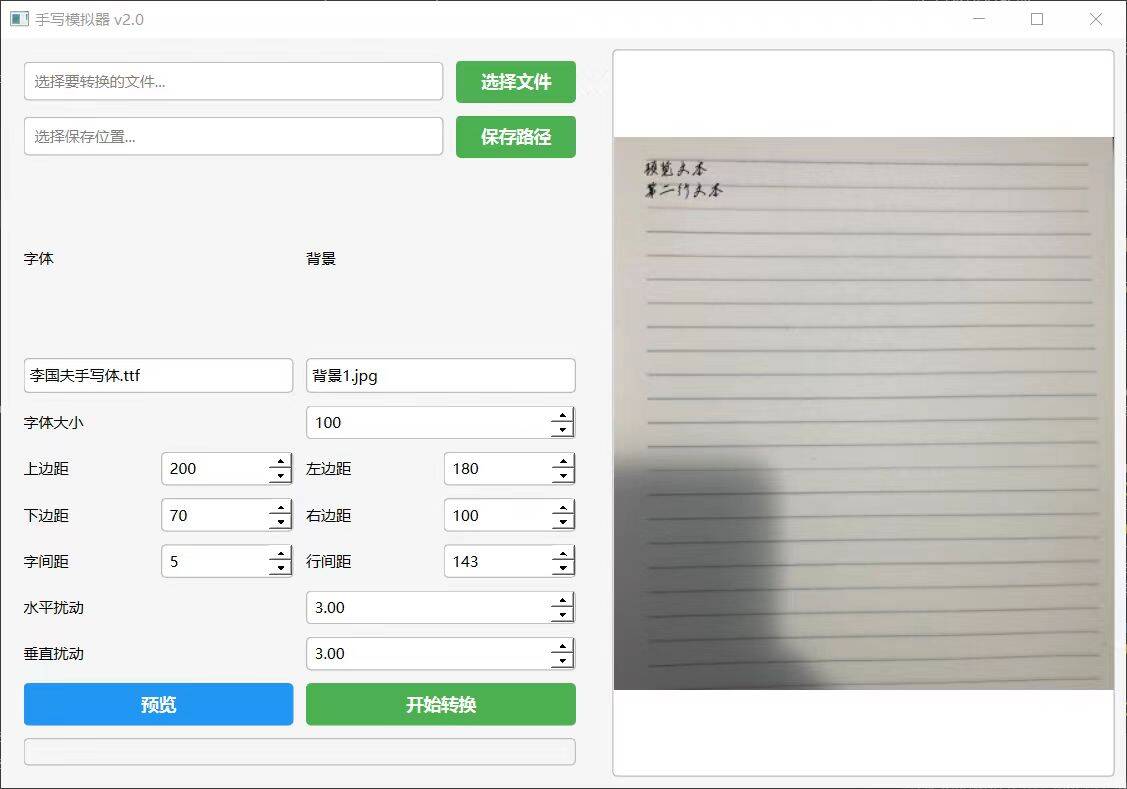 手写模拟器 v2.0
选择要转换的文件...
选择文件
选择保存位置...
保存路径
字体
背景
李国夫手写体.ttf
背景1.jpg
字体大小
100
上边距
200
左边距
180
下边距
70
右边距
100
字间距
5
行间距
143
水平扰动
3.00
垂直扰动
3.00
预览
开始转换
预览文本
第二行文本